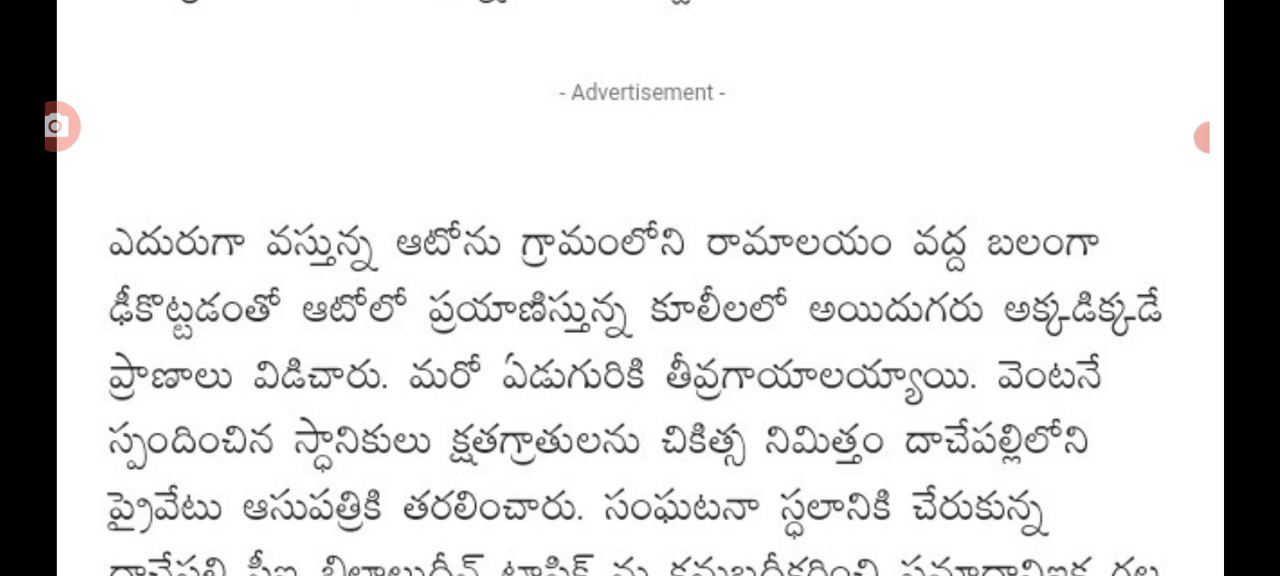 - Advertisement -
ఎదురుగా వస్తున్న ఆటోను గ్రామంలోని రామాలయం వద్ద బలంగా
ఢీకొట్టడంతో ఆటోలో ప్రయాణిస్తున్న కూలీలలో అయిదుగరు అక్కడిక్కడే
ప్రాణాలు విడిచారు. మరో ఏడుగురికి తీవ్రగాయాలయ్యాయి. వెంటనే
స్పందించిన స్థానికులు క్షతగ్రాతులను చికిత్స నిమిత్తం దాచేపల్లిలోని
ప్రైవేటు ఆసుపత్రికి తరలించారు. సంఘటనా స్థలానికి చేరుకున్న